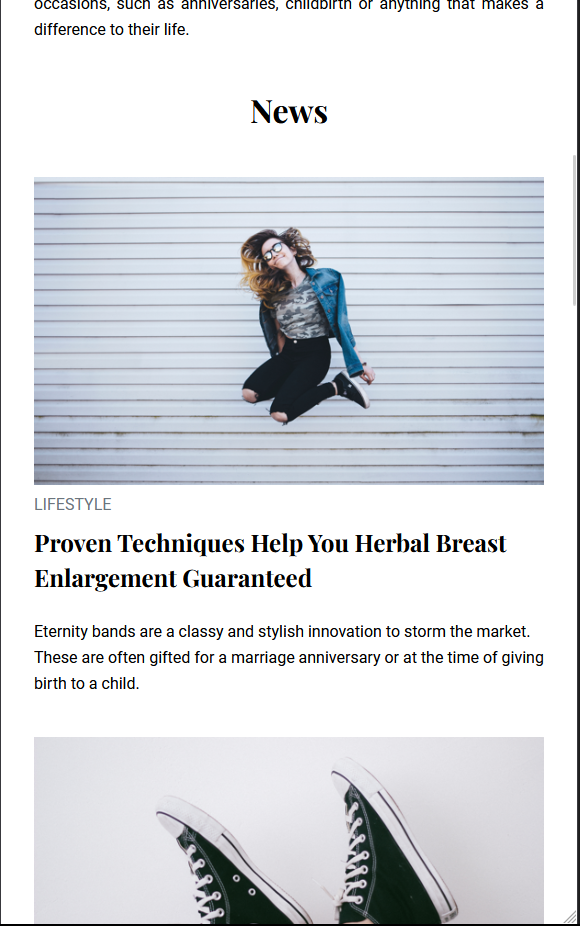 occasions, such as anniversaries, childbirth or anything that makes a
difference to their life.
News
LIFESTYLE
Proven Techniques Help You Herbal Breast
Enlargement Guaranteed
Eternity bands are a classy and stylish innovation to storm the market.
These are often gifted for a marriage anniversary or at the time of giving
birth to a child.